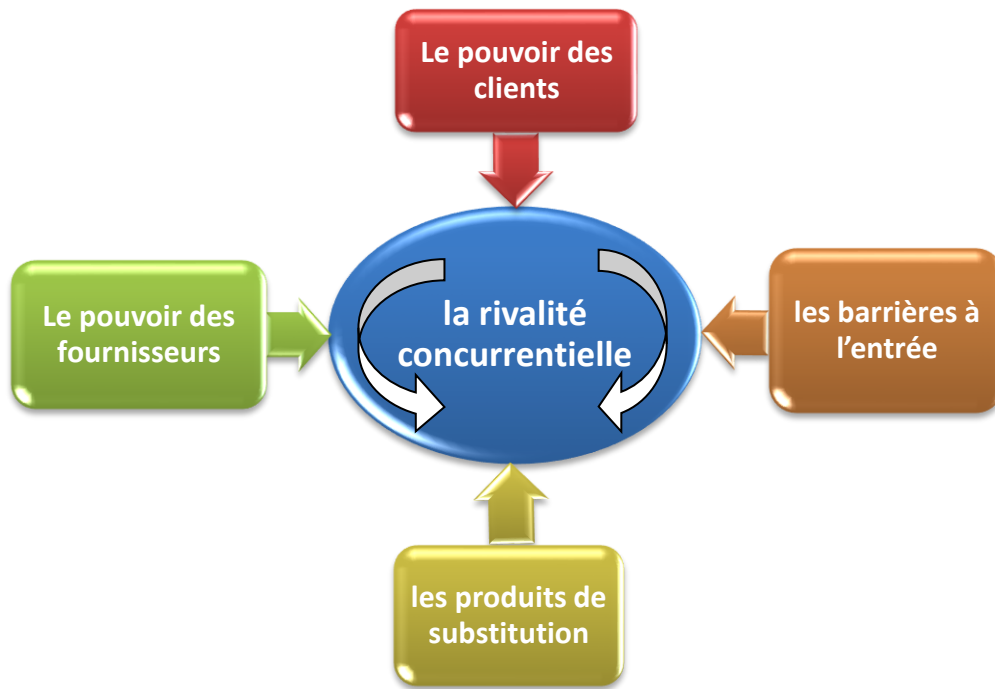 Le pouvoir des
clients
Le pouvoir des
fournisseurs
la rivalité
concurrentielle
les barrières à
l’entrée
les produits de
substitution